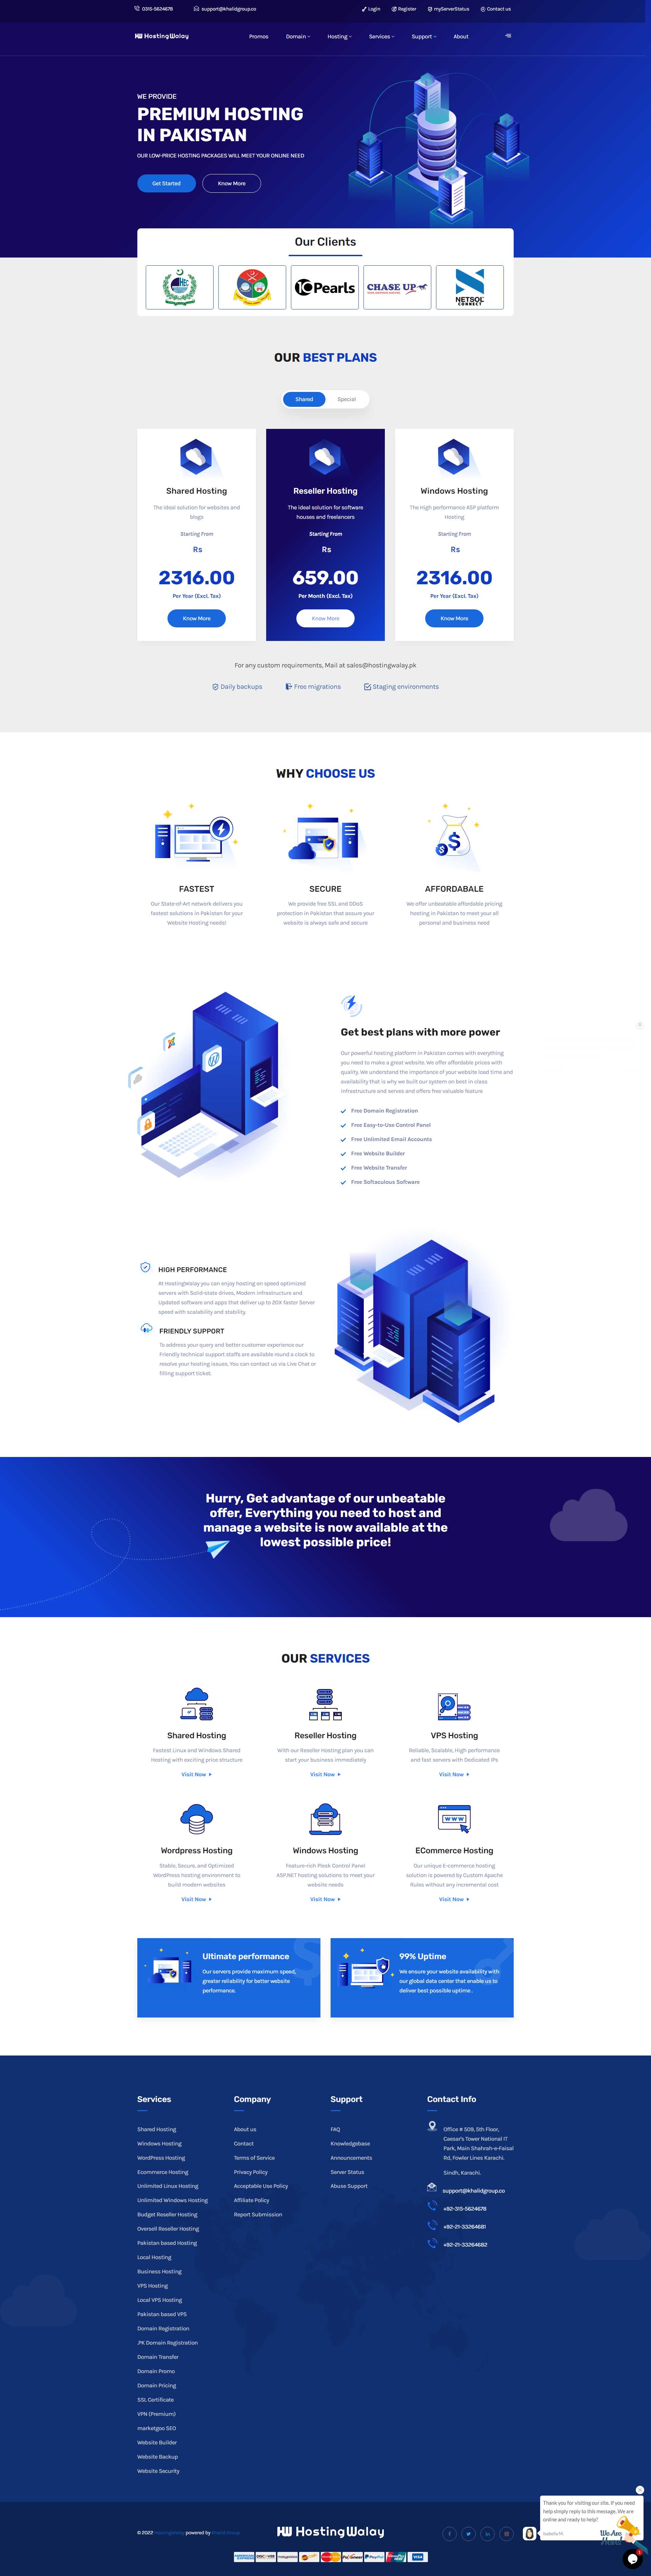 0315-5624678
support@khalidgroup.co
Login
Register
myServerStatus
Contact us
HostingWalay
Promos
Domain
Hosting
Services
Support
About
WE PROVIDE
PREMIUM HOSTING
IN PAKISTAN
OUR LOW-PRICE HOSTING PACKAGES WILL MEET YOUR ONLINE NEED
Get Started
Know More
Our Clients
HEC
10Pearls
CHASE UP
NETSOL
CONNECT
OUR BEST PLANS
Shared
Special
Shared Hosting
The ideal solution for websites and
blogs
Starting From
Rs
2316.00
Per Year (Excl. Tax)
Know More
Reseller Hosting
The ideal solution for software
houses and freelancers
Starting From
Rs
659.00
Per Month (Excl. Tax)
Know More
Windows Hosting
The High performance ASP platform
Hosting
Starting From
Rs
2316.00
Per Year (Excl. Tax)
Know More
For any custom requirements, Mail at sales@hostingwalay.pk
Daily backups
Free migrations
Staging environments
WHY CHOOSE US
FASTEST
Our State-of-Art network delivers you
fastest solutions in Pakistan for your
Website Hosting needs!
SECURE
We provide free SSL and DDoS
protection in Pakistan that assure your
website is always safe and secure
AFFORDABALE
We offer unbeatable affordable pricing
hosting in Pakistan to meet your all
personal and business need
Get best plans with more power
Our powerful hosting platform in Pakistan comes with everything
you need to make a great website. We offer affordable prices with
quality. We understand the importance of your website lead time and
availability that is why we built our system on best in class
infrastructure and servers and offers free valuable feature
Free Domain Registration
Free Easy-to-Use Control Panel
Free Unlimited Email Accounts
Free Website Builder
Free Website Transfer
Free Softaculous Software
HIGH PERFORMANCE
At HostingWalay you can enjoy hosting on speed optimized
servers with Solid-state drives, Modern infrastructure and
Updated software and apps that deliver up to 20X faster Server
speed with scalability and stability.
FRIENDLY SUPPORT
To address your query and better customer experience our
Friendly technical support staffs are available round a clock to
resolve your hosting issues, You can contact us via Live Chat or
filling support ticket.
Hurry, Get advantage of our unbeatable
offer, Everything you need to host and
manage a website is now available at the
lowest possible price!
OUR SERVICES
Shared Hosting
Fastest Linux and Windows Shared
Hosting with exciting price structure
Visit Now
Reseller Hosting
With our Reseller Hosting plan you can
start your business immediately
Visit Now
VPS Hosting
Reliable, Scalable, High performance
and fast servers with Dedicated IPs
Visit Now
Wordpress Hosting
Stable, Secure, and Optimized
WordPress hosting environment to
build modern websites
Visit Now
Windows Hosting
Feature-rich Plesk Control Panel
ASP.NET hosting solutions to meet your
website needs
Visit Now
WWW
ECommerce Hosting
Our unique E-commerce hosting
solution is powered by Custom Apache
Rules without any incremental cost
Visit Now
Ultimate performance
Our servers provide maximum speed,
greater reliability for better website
performance.
99% Uptime
We ensure your website availability with
our global data center that enable us to
deliver best possible uptime .
Services
Shared Hosting
Windows Hosting
WordPress Hosting
Ecommerce Hosting
Unlimited Linux Hosting
Unlimited Windows Hosting
Budget Reseller Hosting
Oversell Reseller Hosting
Pakistan based Hosting
Local Hosting
Business Hosting
VPS Hosting
Local VPS Hosting
Pakistan based VPS
Domain Registration
.PK Domain Registration
Domain Transfer
Domain Promo
Domain Pricing
SSL Certificate
VPN (Premium)
marketgoo SEO
Website Builder
Website Backup
Website Security
Company
About us
Contact
Terms of Service
Privacy Policy
Acceptable Use Policy
Affiliate Policy
Report Submission
Support
FAQ
Knowledgebase
Announcements
Server Status
Abuse Support
Contact Info
Office # 509, 5th Floor,
Caesar's Tower National IT
Park, Main Shahrah-e-Faisal
Rd, Fowler Lines Karachi.
Sindh, Karachi.
support@khalidgroup.co
+92-315-5624678
+92-21-33264681
+92-21-33264682
Thank you for visiting our site, If you need
help simply reply to this message, We are
online and ready to help?
We Are
Here!
© 2022 HostingWalay powered by Khalid Group
HostingWalay
VISA